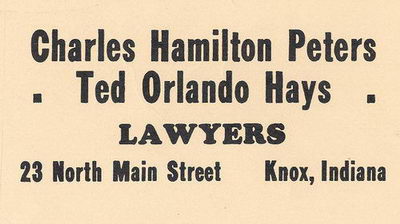 Charles Hamilton Peters
. Ted Orlando Hays .
LAWYERS
23 North Main Street Knox, Indiana